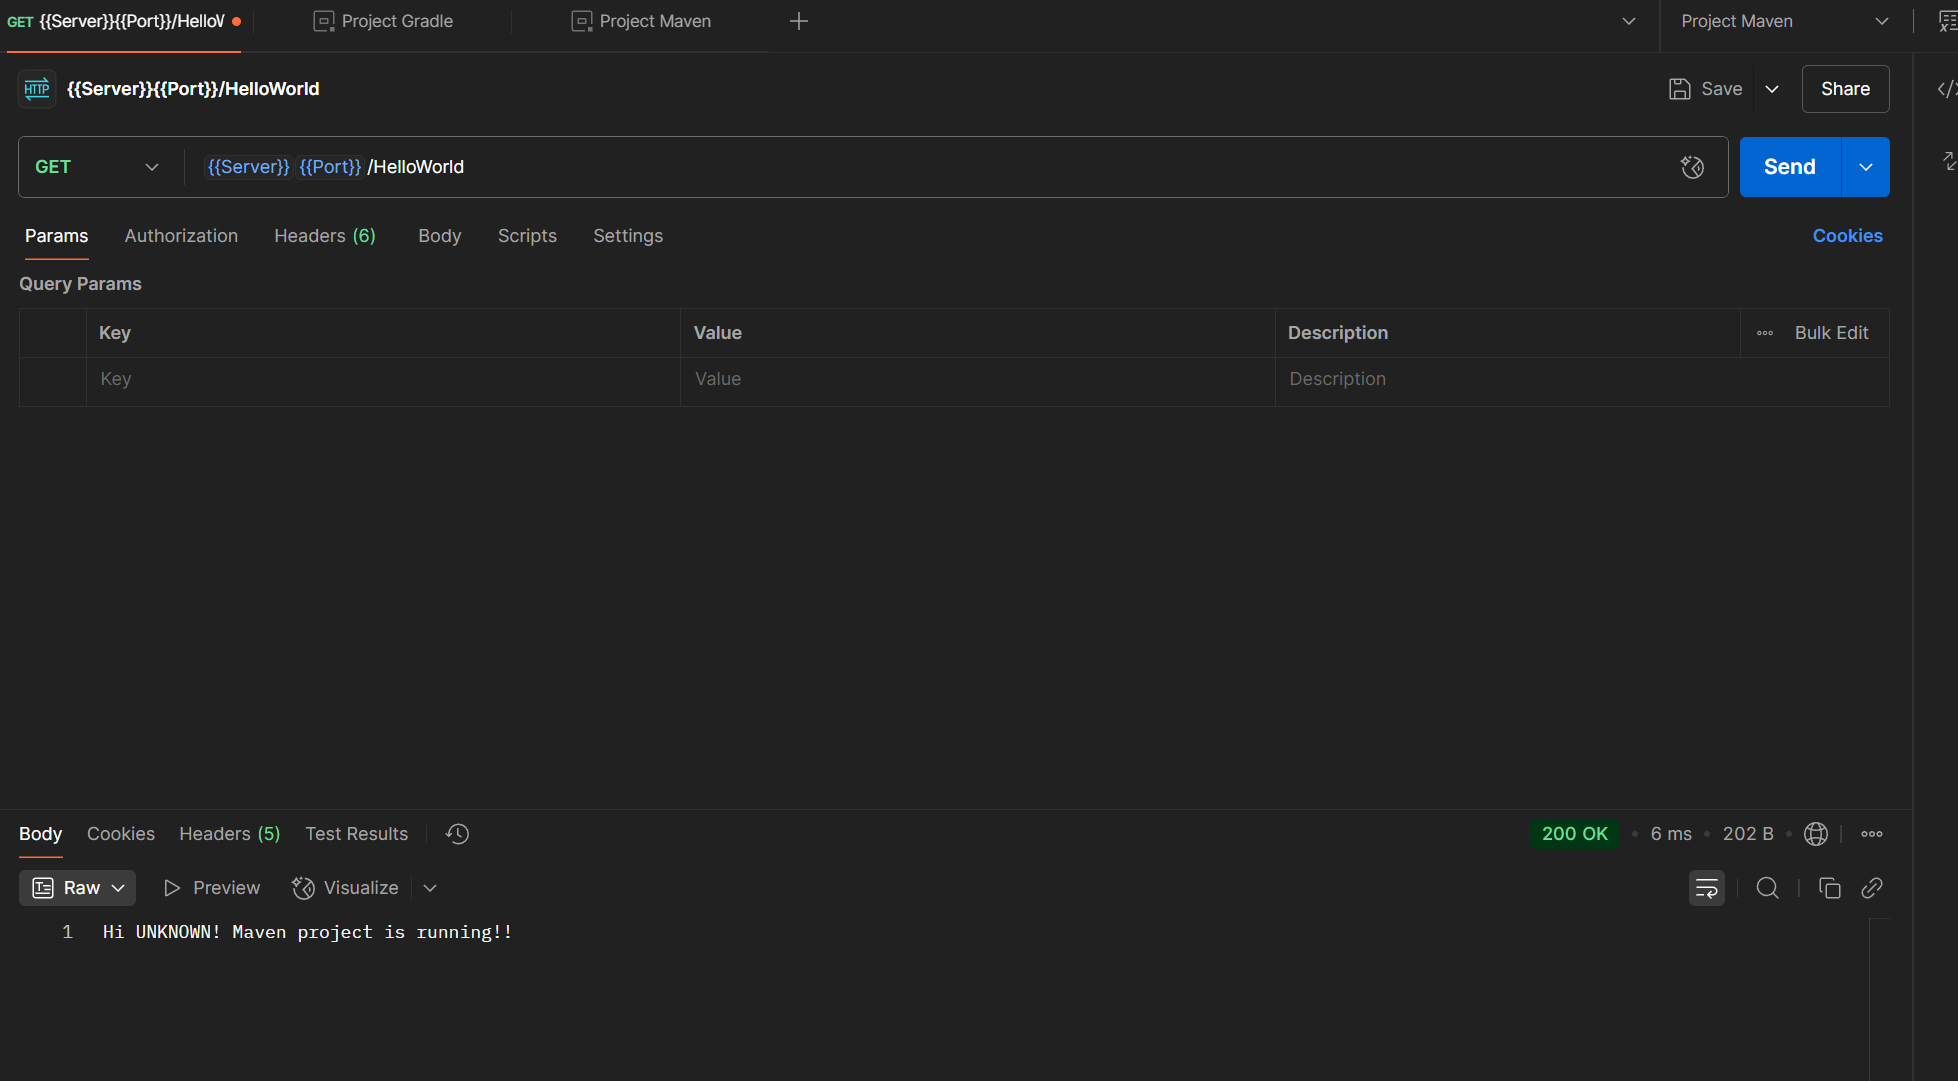 GET {{Server}}{{Port}}/Hello
Project Gradle
Project Maven
Project Maven
HTTP {{Server}}{{Port}}/HelloWorld
Save
Share
GET
{{Server}} {{Port}} /HelloWorld
Send
Params Authorization Headers (6) Body Scripts Settings
Cookies
Query Params
Key Value Description ••• Bulk Edit
Key Value Description
Body Cookies Headers (5) Test Results
200 OK • 6 ms • 202 B •
Raw Preview Visualize
1 Hi UNKNOWN! Maven project is running!!